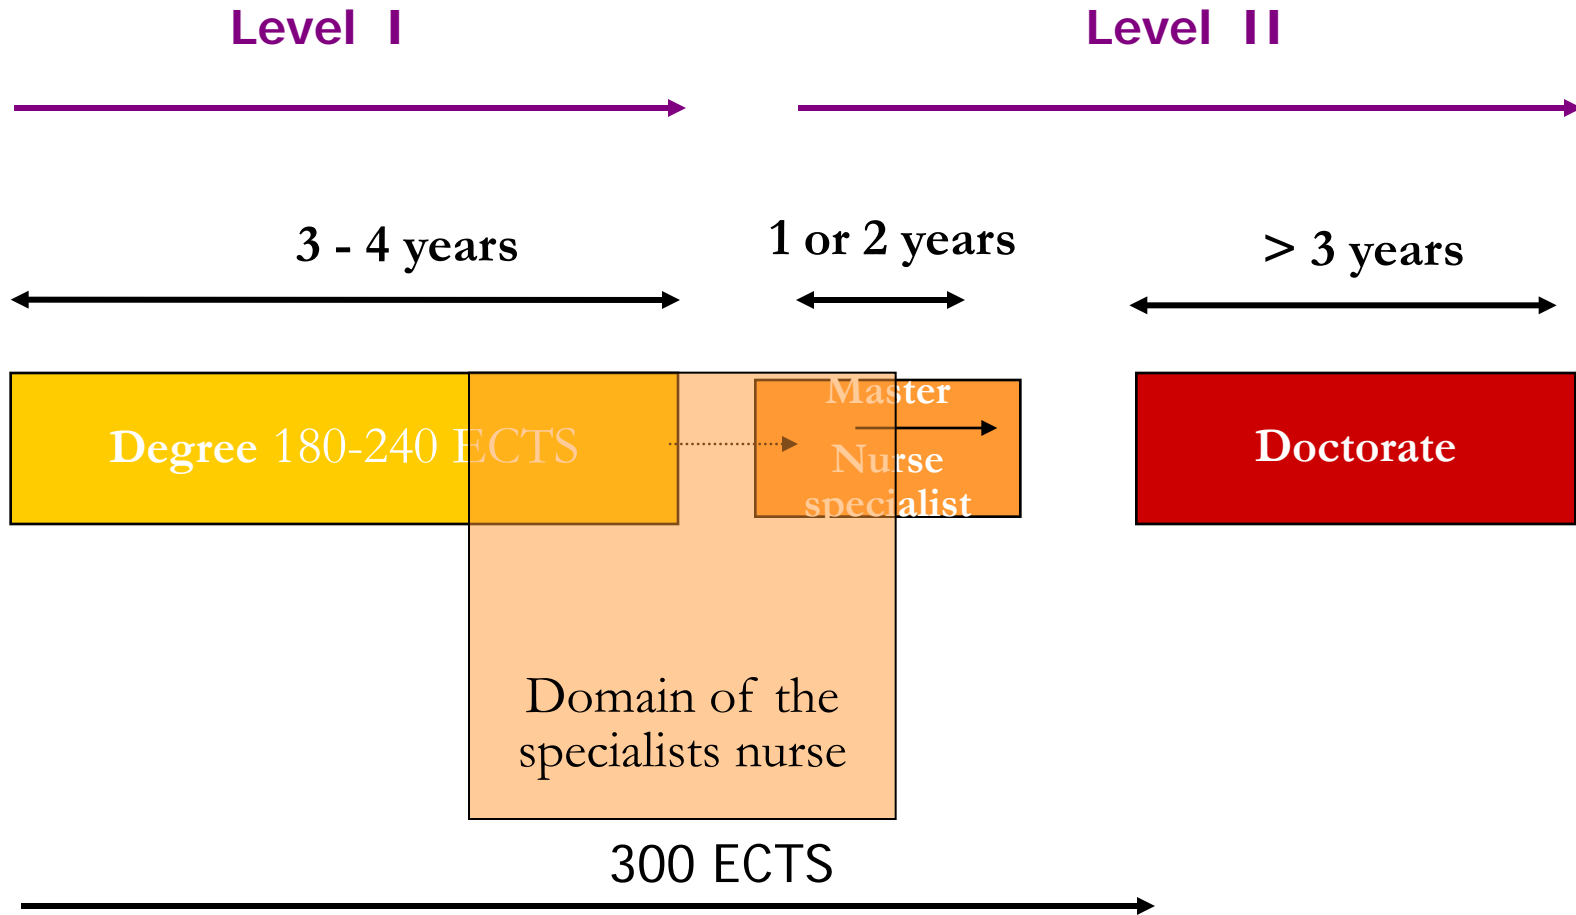 Level I
Level II
3 - 4 years
1 or 2 years
> 3 years
Degree 180-240 ECTS
Master
Nurse
specialist
Doctorate
Domain of the
specialists nurse
300 ECTS